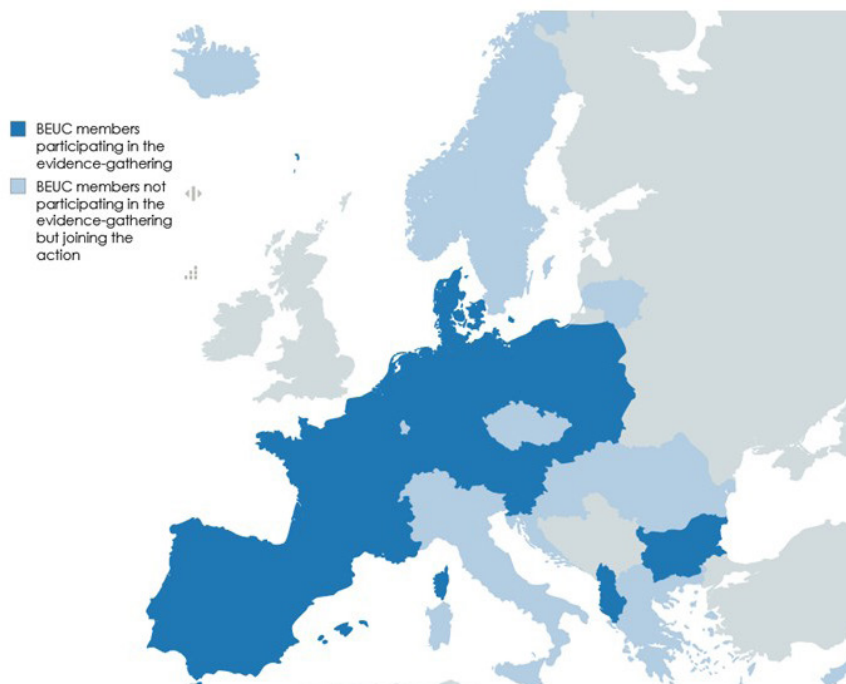 BEUC members
participating in the
evidence-gathering
BEUC members not
participating in the
evidence-gathering
but joining the
action